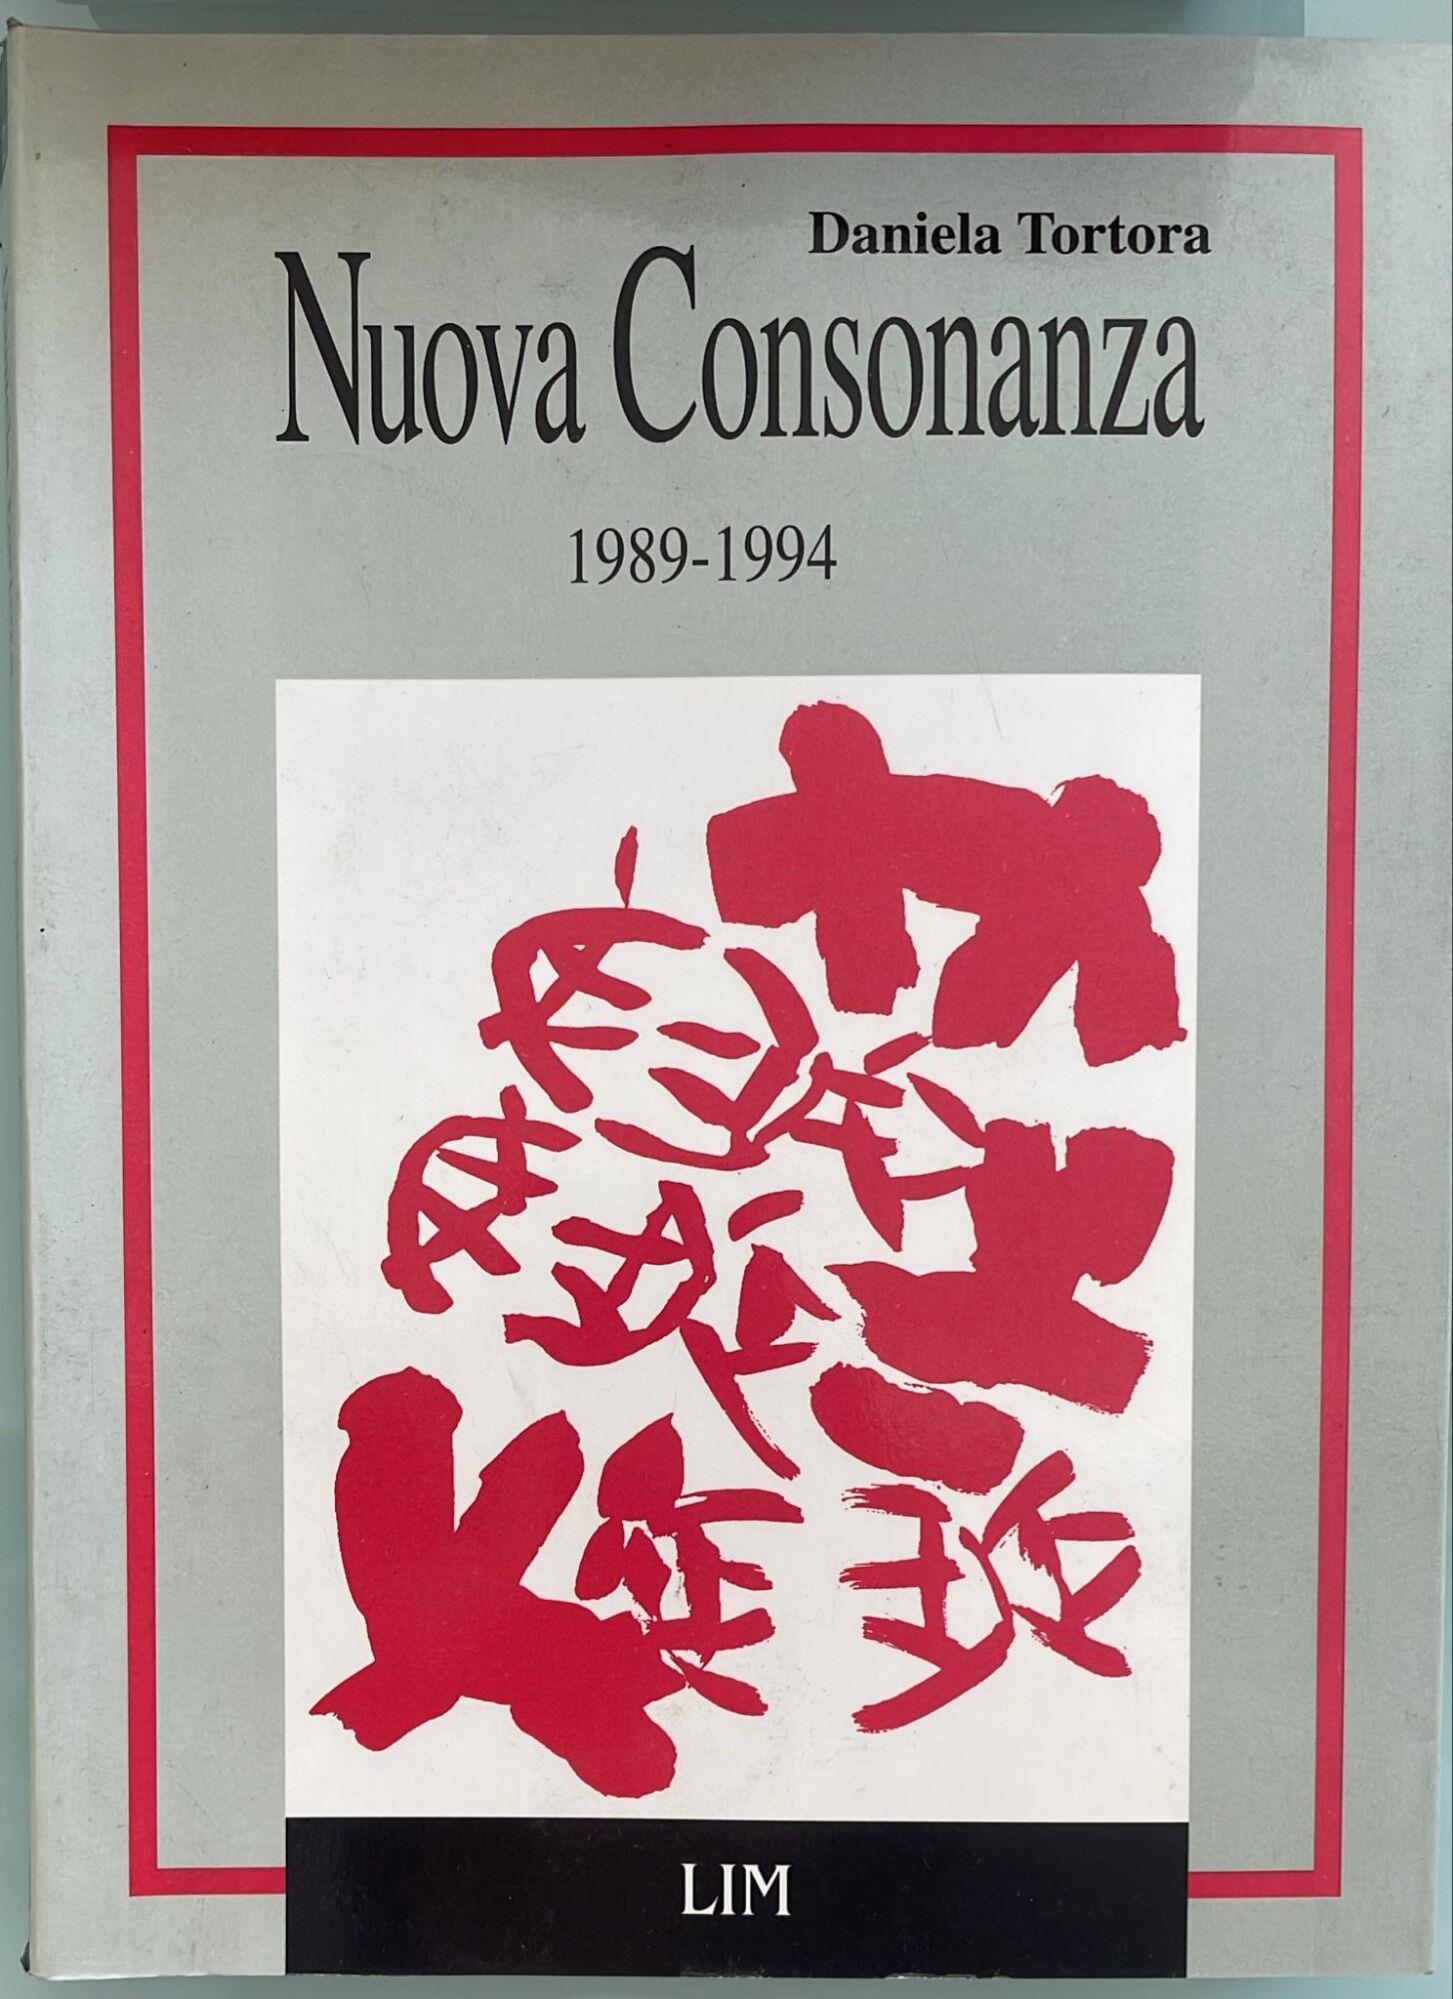 Daniela Tortora
Nuova Consonanza
1989-1994
LIM